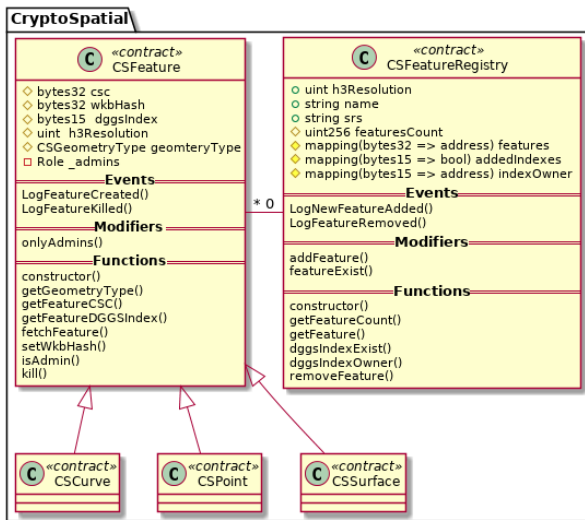 CryptoSpatial
C «contract»
CSFeature
bytes32 csc
bytes32 wkbHash
bytes15 dggsIndex
uint h3Resolution
CSGeometryType geomteryType
Role _admins
Events
LogFeatureCreated()
LogFeatureKilled()
Modifiers
onlyAdmins()
Functions
constructor()
getGeometryType()
getFeatureCSC()
getFeatureDGGSIndex()
fetchFeature()
setWkbHash()
isAdmin()
kill()
* 0
C «contract»
CSFeatureRegistry
uint h3Resolution
string name
string srs
uint256 featuresCount
mapping(bytes32 => address) features
mapping(bytes15 => bool) addedIndexes
mapping(bytes15 => address) indexOwner
Events
LogNewFeatureAdded()
LogFeatureRemoved()
Modifiers
addFeature()
featureExist()
Functions
constructor()
getFeatureCount()
getFeature()
dggsIndexExist()
dggsIndexOwner()
removeFeature()
C «contract»
CSCurve
C «contract»
CSPoint
C «contract»
CSSurface